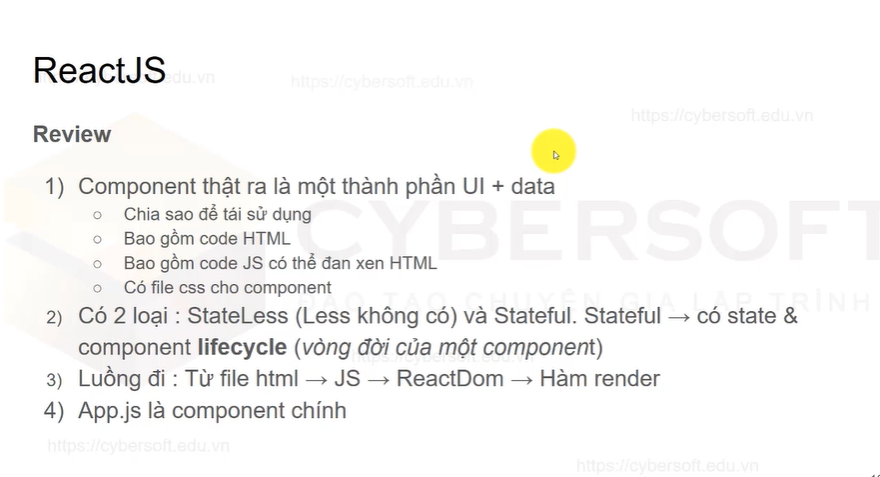 ReactJS
https://cybersoft.edu.vn
https://cybersoft.edu.vn
Review
1) Component thật ra là một thành phần UI + data
○ Chia sao để tái sử dụng
○ Bao gồm code HTML
○ Bao gồm code JS có thể đan xen HTML
○ Có file css cho component
CYBERSOFT
ĐÀO TẠO CHUYÊN GIA LẬP TRÌNH
2) Có 2 loại : StateLess (Less không có) và Stateful. Stateful → có state &
component lifecycle (vòng đời của một component)
3) Luồng đi : Từ file html → JS → ReactDom → Hàm render
4) App.js là component chính
https://cybersoft.edu.vn
https://cybersoft.edu.vn